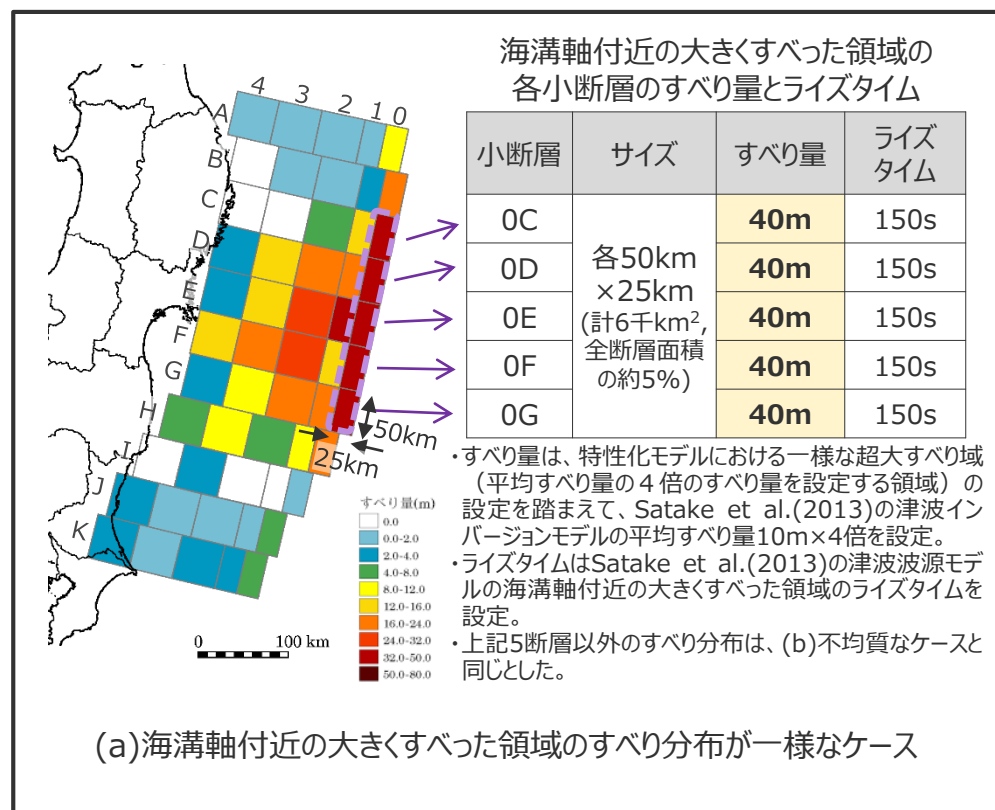 海溝軸付近の大きくすべった領域の
各小断層のすべり量とライズタイム
4 3 2 1 0
A
B
C
D
E
F
G
H
I
J
K
50km
25km
すべり量(m)
0.0
0.0-2.0
2.0-4.0
4.0-8.0
8.0-12.0
12.0-16.0
16.0-24.0
24.0-32.0
32.0-50.0
50.0-80.0
0 100 km
小断層 サイズ すべり量 ライズ
タイム
0C 40m 150s
0D 40m 150s
0E 40m 150s
0F 40m 150s
0G 40m 150s
各50km
×25km
(計6千km²,
全断層面積
の約5%)
・すべり量は、特性化モデルにおける一様な超大すべり域
（平均すべり量の４倍のすべり量を設定する領域）の
設定を踏まえて、Satake et al.(2013)の津波イン
バージョンモデルの平均すべり量10m×4倍を設定。
・ライズタイムはSatake et al.(2013)の津波波源モデ
ルの海溝軸付近の大きくすべった領域のライズタイムを
設定。
・上記5断層以外のすべり分布は、(b)不均質なケースと
同じとした。
(a)海溝軸付近の大きくすべった領域のすべり分布が一様なケース